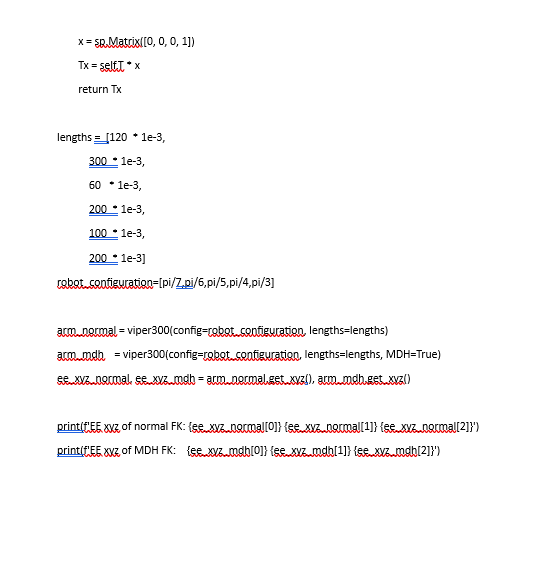 x = sp.Matrix([0, 0, 0, 1])
Tx = self.T * x
return Tx
lengths = [120 * 1e-3,
300 * 1e-3,
60 * 1e-3,
200 * 1e-3,
100 * 1e-3,
200 * 1e-3]
robot_configuration=[pi/7,pi/6,pi/5,pi/4,pi/3]
arm_normal = viper300(config=robot_configuration, lengths=lengths)
arm_mdh = viper300(config=robot_configuration, lengths=lengths, MDH=True)
ee_xyz_normal, ee_xyz_mdh = arm_normal.get_xyz(), arm_mdh.get_xyz()
print(f'EE xyz of normal FK: {ee_xyz_normal[0]} {ee_xyz_normal[1]} {ee_xyz_normal[2]}')
print(f'EE xyz of MDH FK: {ee_xyz_mdh[0]} {ee_xyz_mdh[1]} {ee_xyz_mdh[2]}')